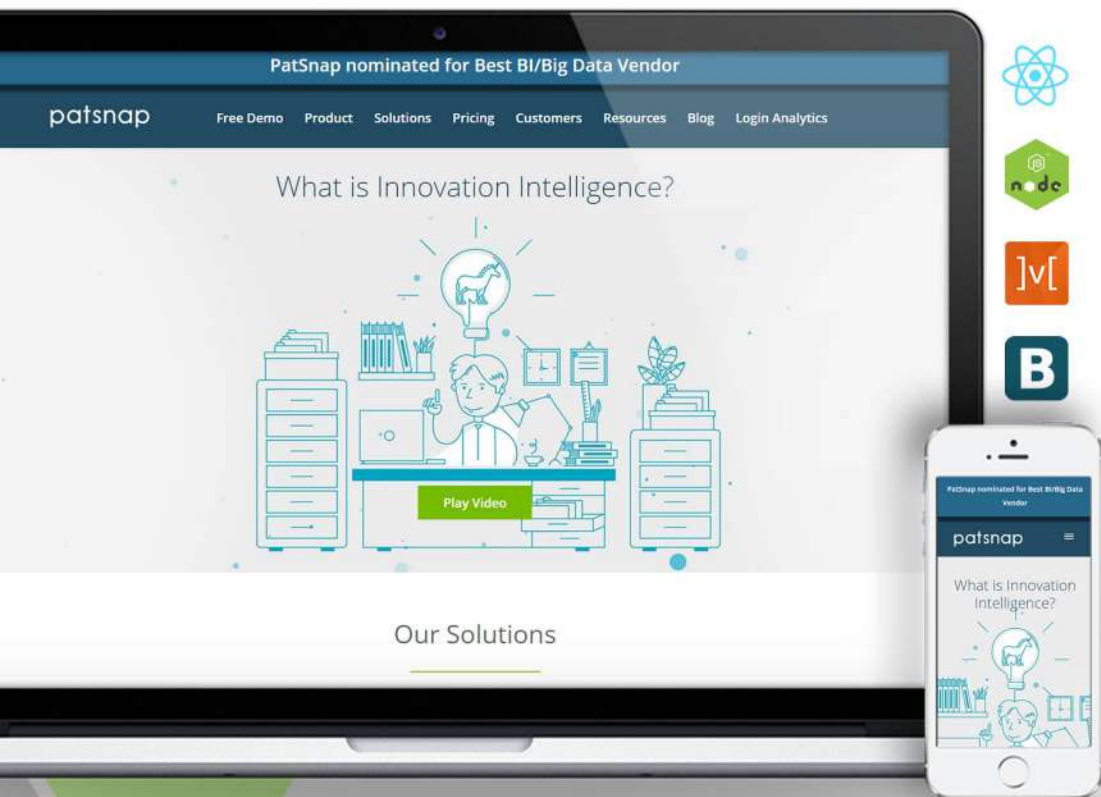 PatSnap nominated for Best BI/Big Data Vendor
patsnap
Free Demo Product Solutions Pricing Customers Resources Blog Login Analytics
What is Innovation Intelligence?
Play Video
Our Solutions
JS
node
]v[
B
PatSnap nominated for Best BI/Big Data
Vendor
patsnap
What is Innovation
Intelligence?